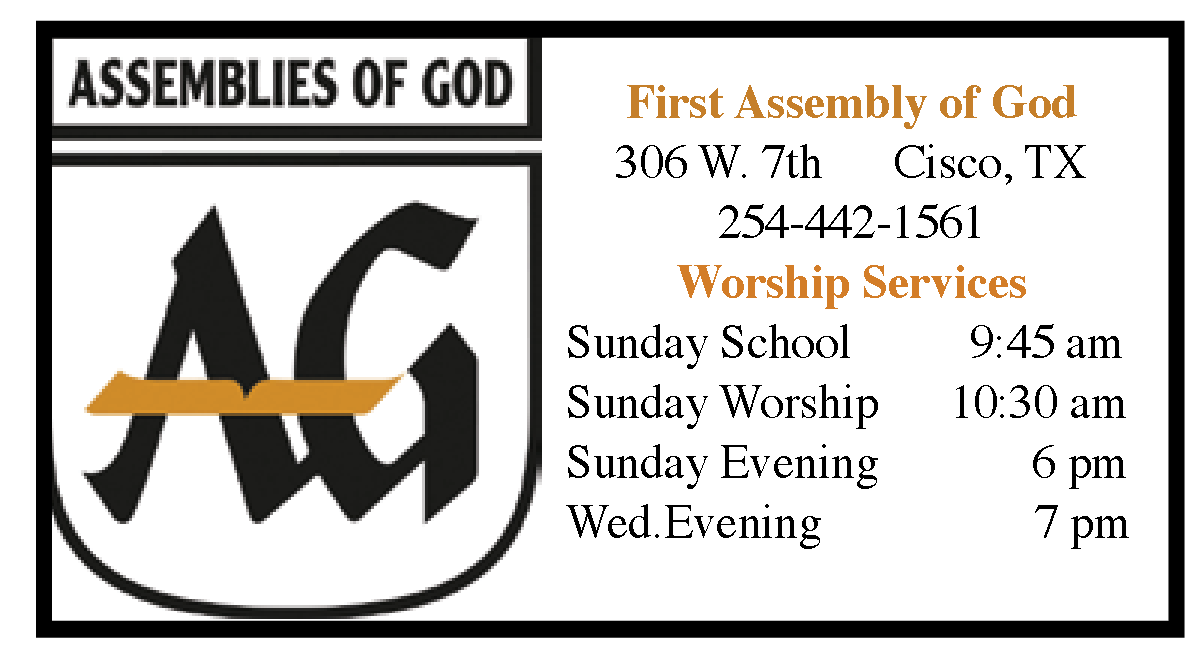 ASSEMBLIES OF GOD
AG
First Assembly of God
306 W. 7th Cisco, TX
254-442-1561
Worship Services
Sunday School 9:45 am
Sunday Worship 10:30 am
Sunday Evening 6 pm
Wed.Evening 7 pm